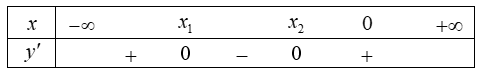 x −∞ x₁ x₂ 0 +∞
y′ + 0 − 0 +